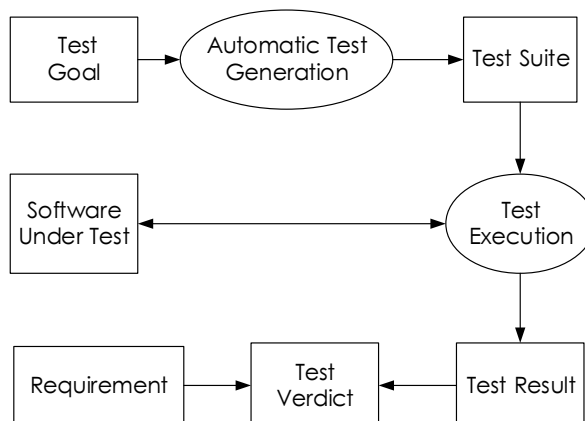 Test
Goal
Automatic Test
Generation
Test Suite
Software
Under Test
Test
Execution
Requirement
Test
Verdict
Test Result